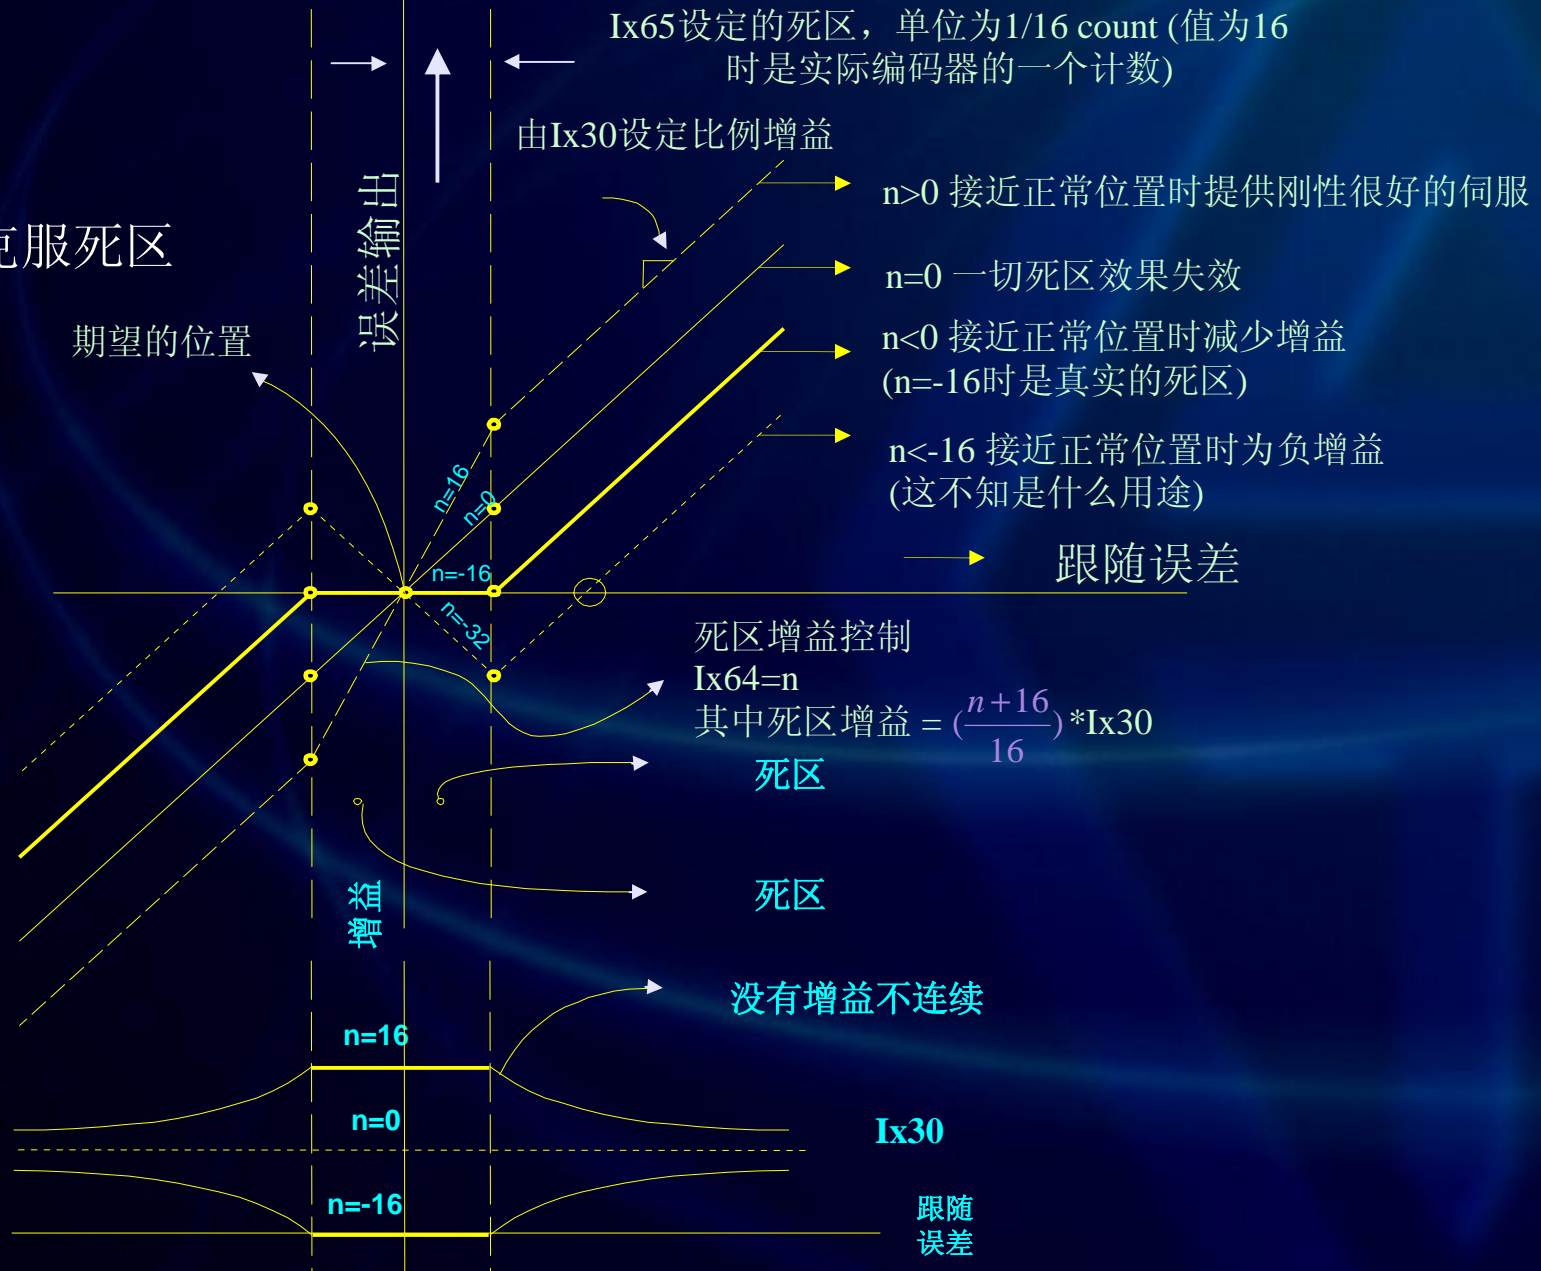 Ix65设定的死区，单位为1/16 count (值为16
时是实际编码器的一个计数)
由Ix30设定比例增益
误差输出
n>0 接近正常位置时提供刚性很好的伺服
服死区
n=0 一切死区效果失效
期望的位置
n<0 接近正常位置时减少增益
(n=-16时是真实的死区)
n<-16 接近正常位置时为负增益
(这不知是什么用途)
n=16
n=0
n=-16
n=-32
跟随误差
死区增益控制
Ix64=n
其中死区增益 = (n+16/16)*Ix30
死区
死区
增益
没有增益不连续
n=16
n=0
Ix30
n=-16
跟随
误差